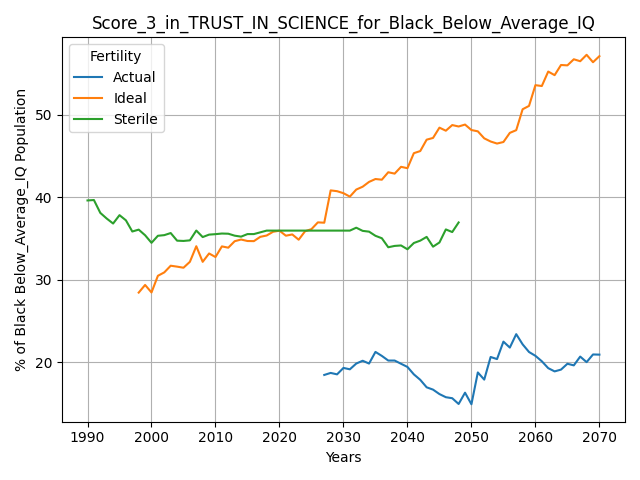 Score_3_in_TRUST_IN_SCIENCE_for_Black_Below_Average_IQ
Fertility
Actual
Ideal
Sterile
% of Black Below_Average_IQ Population
50
40
30
20
1990 2000 2010 2020 2030 2040 2050 2060 2070
Years